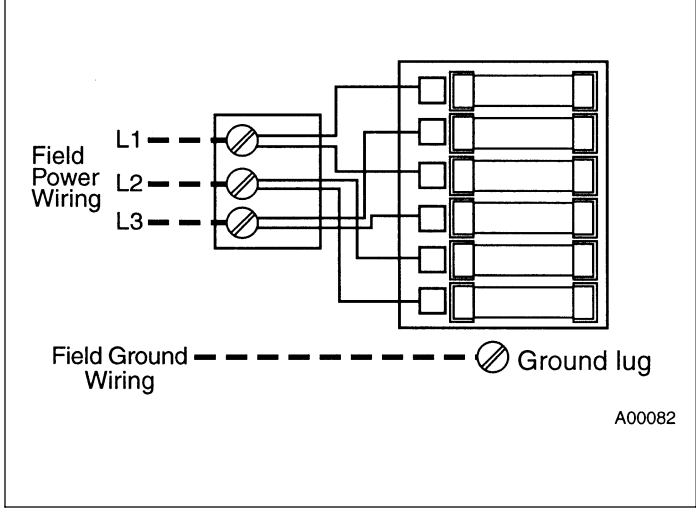 L1
Field
Power
Wiring
L2
L3
Field Ground
Wiring
Ground lug
A00082